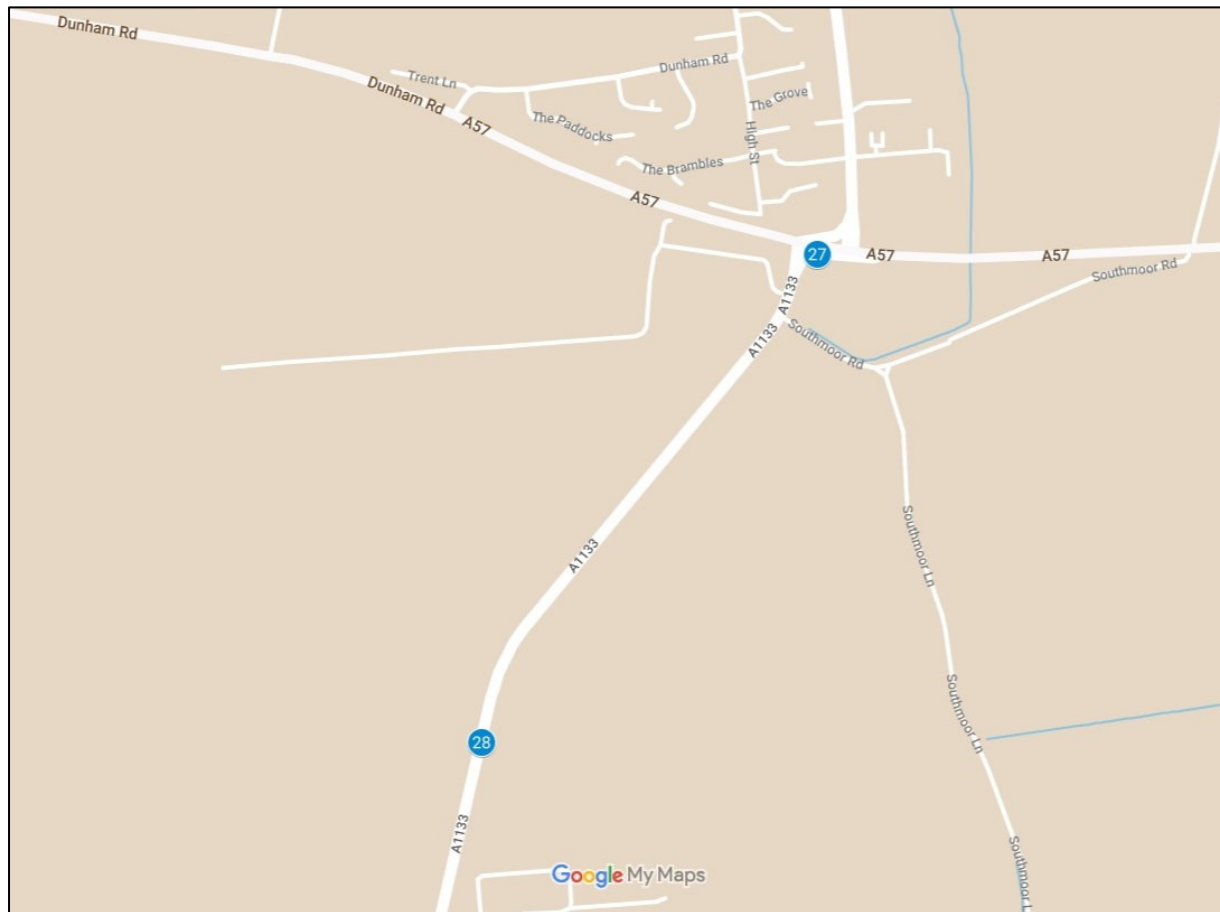 Dunham Rd
Dunham Rd
Trent Ln
Dunham Rd
A57
The Paddocks
The Grove
High St
The Brambles
A57
27
A57
A57
Southmoor Rd
A1133
A1133
Southmoor Rd
A1133
Southmoor Ln
Southmoor Ln
28
A1133
Southmoor L
Google My Maps